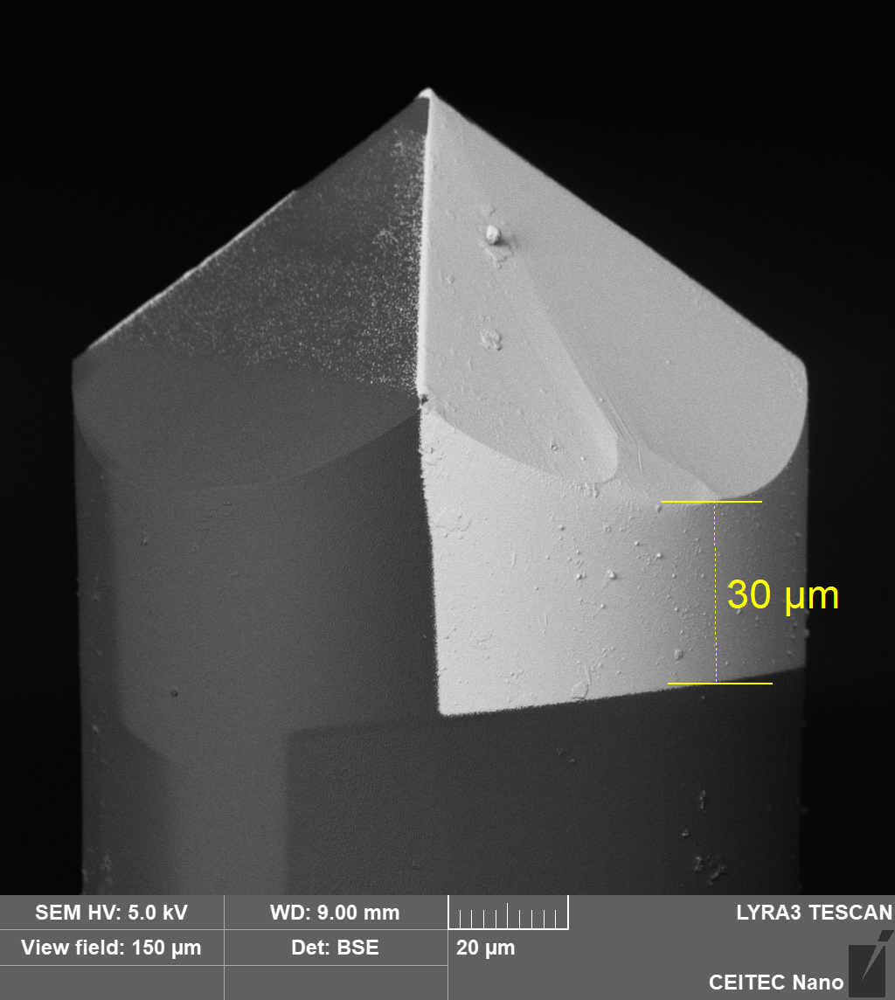 30 µm
SEM HV: 5.0 kV
WD: 9.00 mm
LYRA3 TESCAN
View field: 150 µm
Det: BSE
20 µm
CEITEC Nano